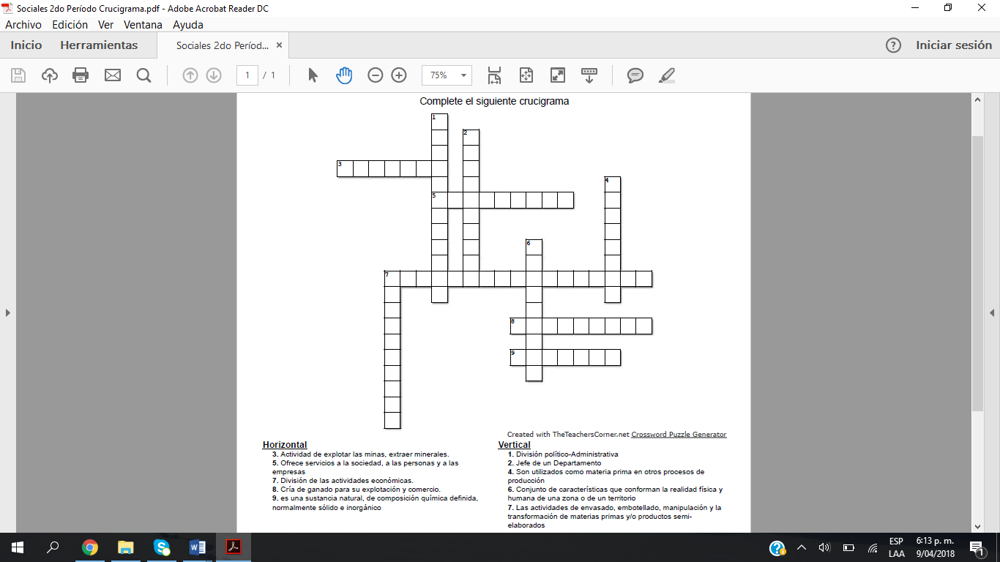 Sociales 2do Período Crucigrama.pdf - Adobe Acrobat Reader DC
Archivo Edición Ver Ventana Ayuda
Inicio Herramientas Sociales 2do Períod... × ? Iniciar sesión
1 / 1 75%
Complete el siguiente crucigrama
1
2
3
4
5
6
7
8
9
Created with TheTeachersCorner.net Crossword Puzzle Generator
Horizontal
3. Actividad de explotar las minas, extraer minerales.
5. Ofrece servicios a la sociedad, a las personas y a las
empresas
7. División de las actividades económicas.
8. Cría de ganado para su explotación y comercio.
9. es una sustancia natural, de composición química definida,
normalmente sólido e inorgánico
Vertical
1. División político-Administrativa
2. Jefe de un Departamento
4. Son utilizados como materia prima en otros procesos de
producción
6. Conjunto de características que conforman la realidad física y
humana de una zona o de un territorio
7. Las actividades de envasado, embotellado, manipulación y la
transformación de materias primas y/o productos semi-
elaborados
ESP 6:13 p. m.
LAA 9/04/2018 1